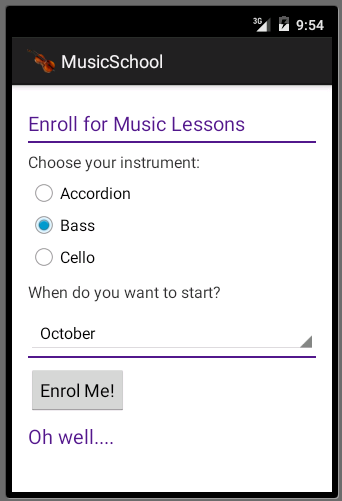 3G 9:54
MusicSchool
Enroll for Music Lessons
Choose your instrument:
Accordion
Bass
Cello
When do you want to start?
October
Enrol Me!
Oh well....